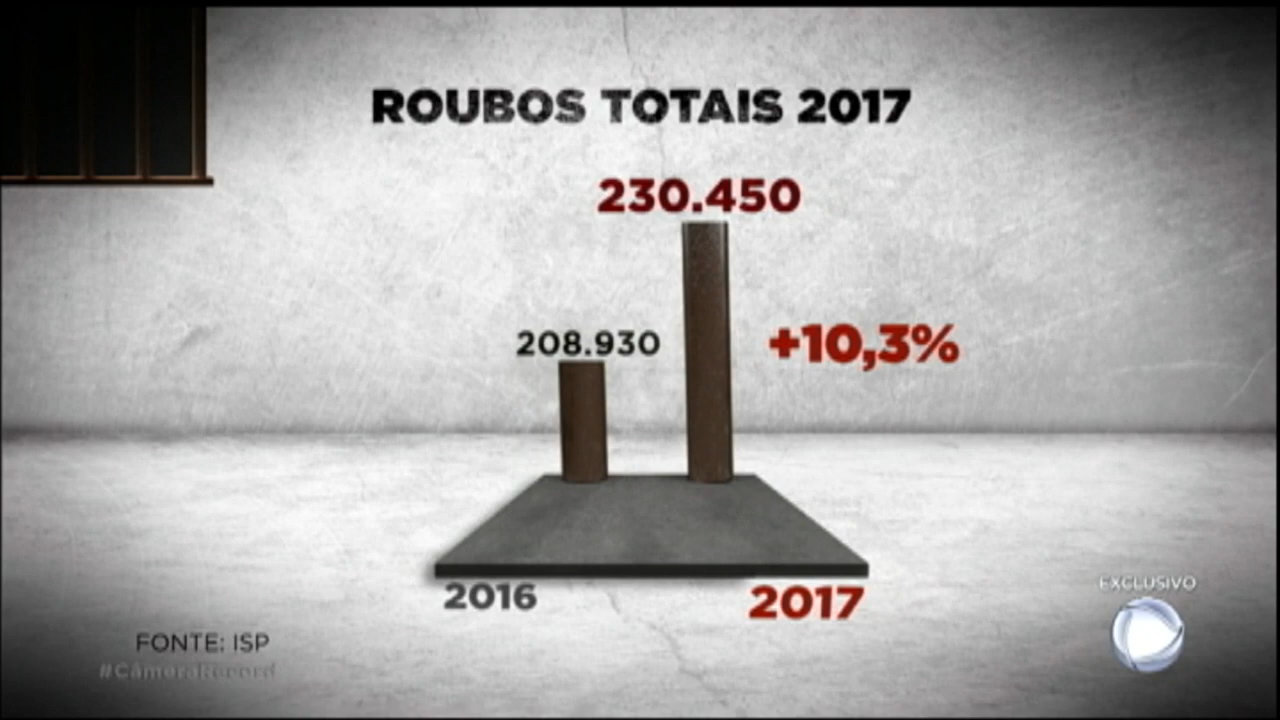 ROUBOS TOTAIS 2017
230.450
208.930
+10,3%
2016
2017
EXCLUSIVO
FONTE: ISP
#CâmeraRecord